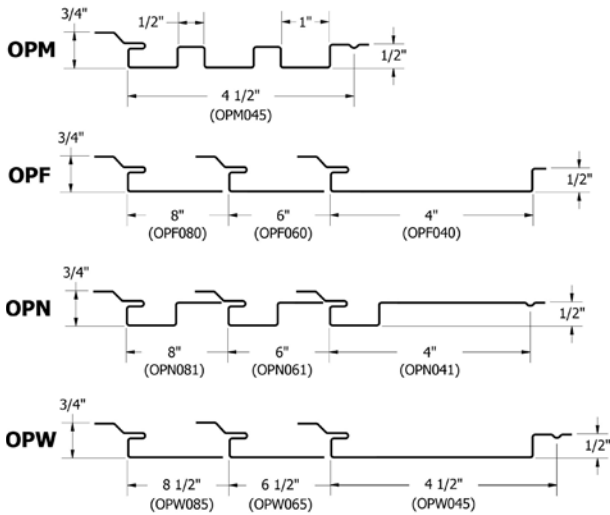 3/4" 1/2" 1"
OPM 1/2"
4 1/2"
(OPM045)
3/4"
OPF 1/2"
8" 6" 4"
(OPF080) (OPF060) (OPF040)
3/4"
OPN 1/2"
8" 6" 4"
(OPN081) (OPN061) (OPN041)
3/4"
OPW 1/2"
8 1/2" 6 1/2" 4 1/2"
(OPW085) (OPW065) (OPW045)